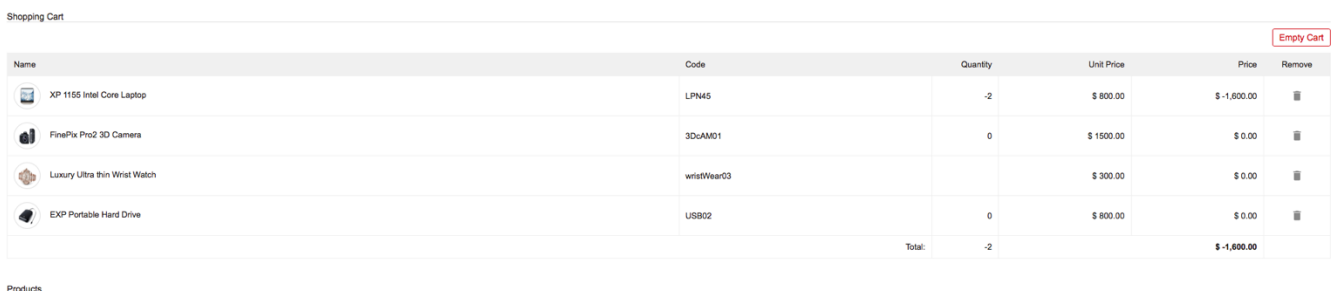 Shopping Cart
Empty Cart
Name Code Quantity Unit Price Price Remove
XP 1155 Intel Core Laptop LPN45 -2 $ 800.00 $ -1,600.00
FinePix Pro2 3D Camera 3DcAM01 0 $ 1500.00 $ 0.00
Luxury Ultra thin Wrist Watch wristWear03 $ 300.00 $ 0.00
EXP Portable Hard Drive USB02 0 $ 800.00 $ 0.00
Total: -2 $ -1,600.00
Products